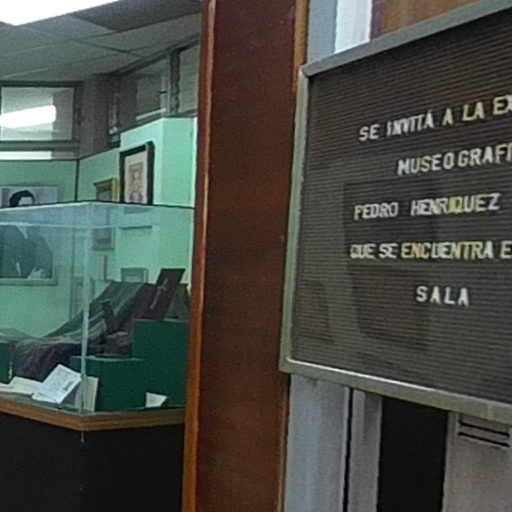 SE INVITA A LA EX
MUSEOGRAFI
PEDRO HENRIQUEZ
QUE SE ENCUENTRA E
SALA